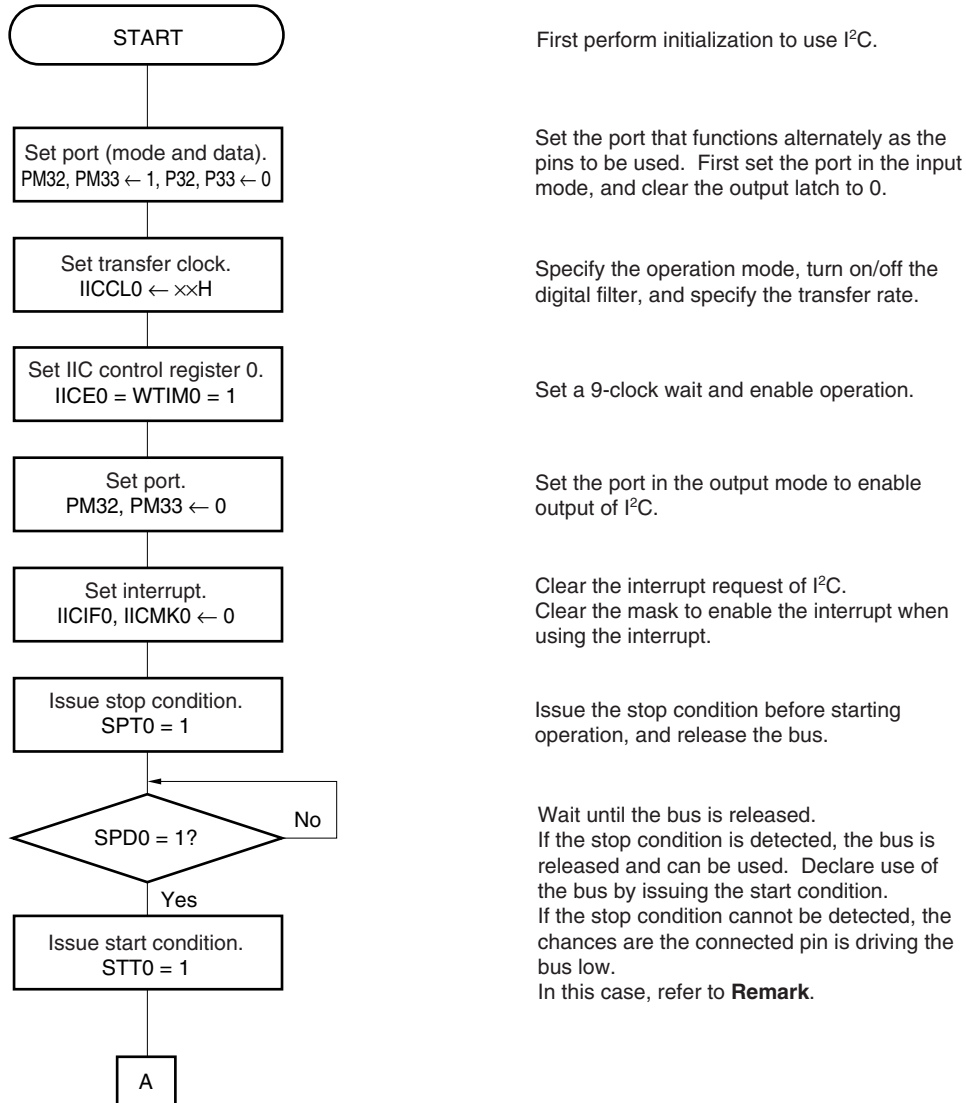 START
First perform initialization to use I²C.
Set port (mode and data).
PM32, PM33 ← 1, P32, P33 ← 0
Set the port that functions alternately as the
pins to be used. First set the port in the input
mode, and clear the output latch to 0.
Set transfer clock.
IICCL0 ← ××H
Specify the operation mode, turn on/off the
digital filter, and specify the transfer rate.
Set IIC control register 0.
IICE0 = WTIM0 = 1
Set a 9-clock wait and enable operation.
Set port.
PM32, PM33 ← 0
Set the port in the output mode to enable
output of I²C.
Set interrupt.
IICIF0, IICMK0 ← 0
Clear the interrupt request of I²C.
Clear the mask to enable the interrupt when
using the interrupt.
Issue stop condition.
SPT0 = 1
Issue the stop condition before starting
operation, and release the bus.
SPD0 = 1?
No
Yes
Wait until the bus is released.
If the stop condition is detected, the bus is
released and can be used. Declare use of
the bus by issuing the start condition.
If the stop condition cannot be detected, the
chances are the connected pin is driving the
bus low.
In this case, refer to Remark.
Issue start condition.
STT0 = 1
A